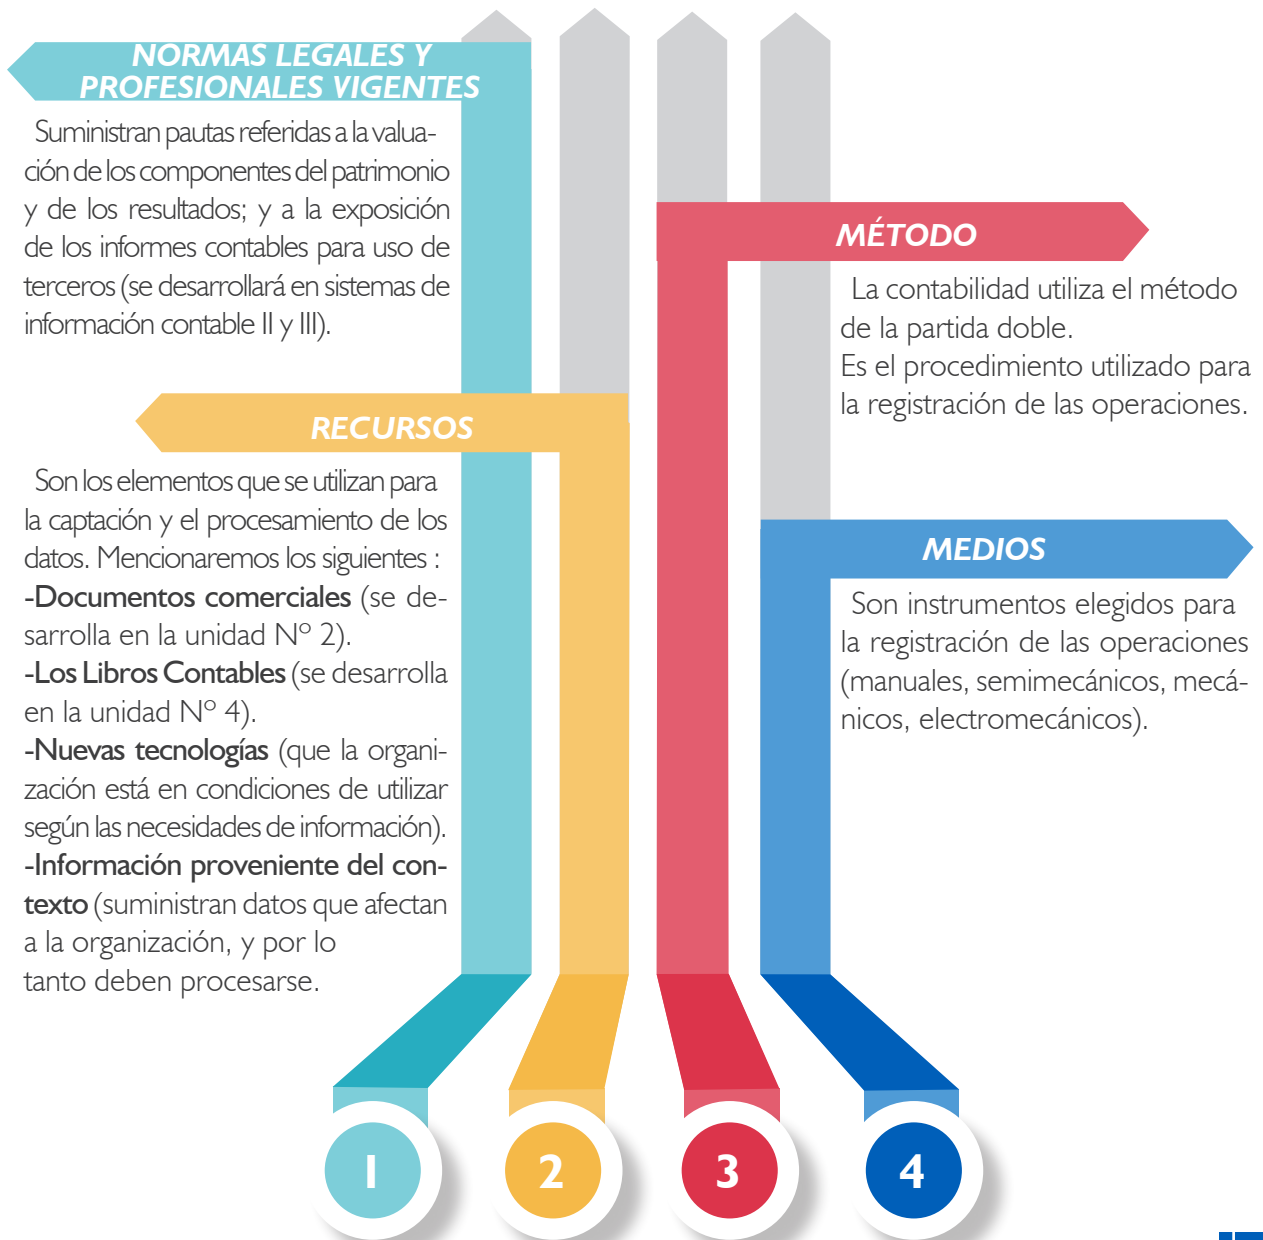 NORMAS LEGALES Y
PROFESIONALES VIGENTES
Suministran pautas referidas a la valua-
ción de los componentes del patrimonio
y de los resultados; y a la exposición
de los informes contables para uso de
terceros (se desarrollará en sistemas de
información contable II y III).
RECURSOS
Son los elementos que se utilizan para
la captación y el procesamiento de los
datos. Mencionaremos los siguientes :
-Documentos comerciales (se de-
sarrolla en la unidad Nº 2).
-Los Libros Contables (se desarrolla
en la unidad Nº 4).
-Nuevas tecnologías (que la organi-
zación está en condiciones de utilizar
según las necesidades de información).
-Información proveniente del con-
texto (suministran datos que afectan
a la organización, y por lo
tanto deben procesarse.
MÉTODO
La contabilidad utiliza el método
de la partida doble.
Es el procedimiento utilizado para
la registración de las operaciones.
MEDIOS
Son instrumentos elegidos para
la registración de las operaciones
(manuales, semimecánicos, mecá-
nicos, electromecánicos).
1
2
3
4